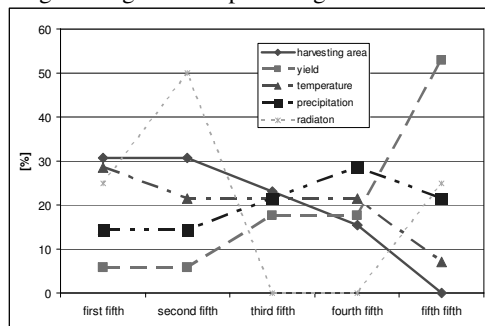 60
50
40
30
20
10
0
[%]
harvesting area
yield
temperature
precipitation
radiaton
first fifth second fifth third fifth fourth fifth fifth fifth